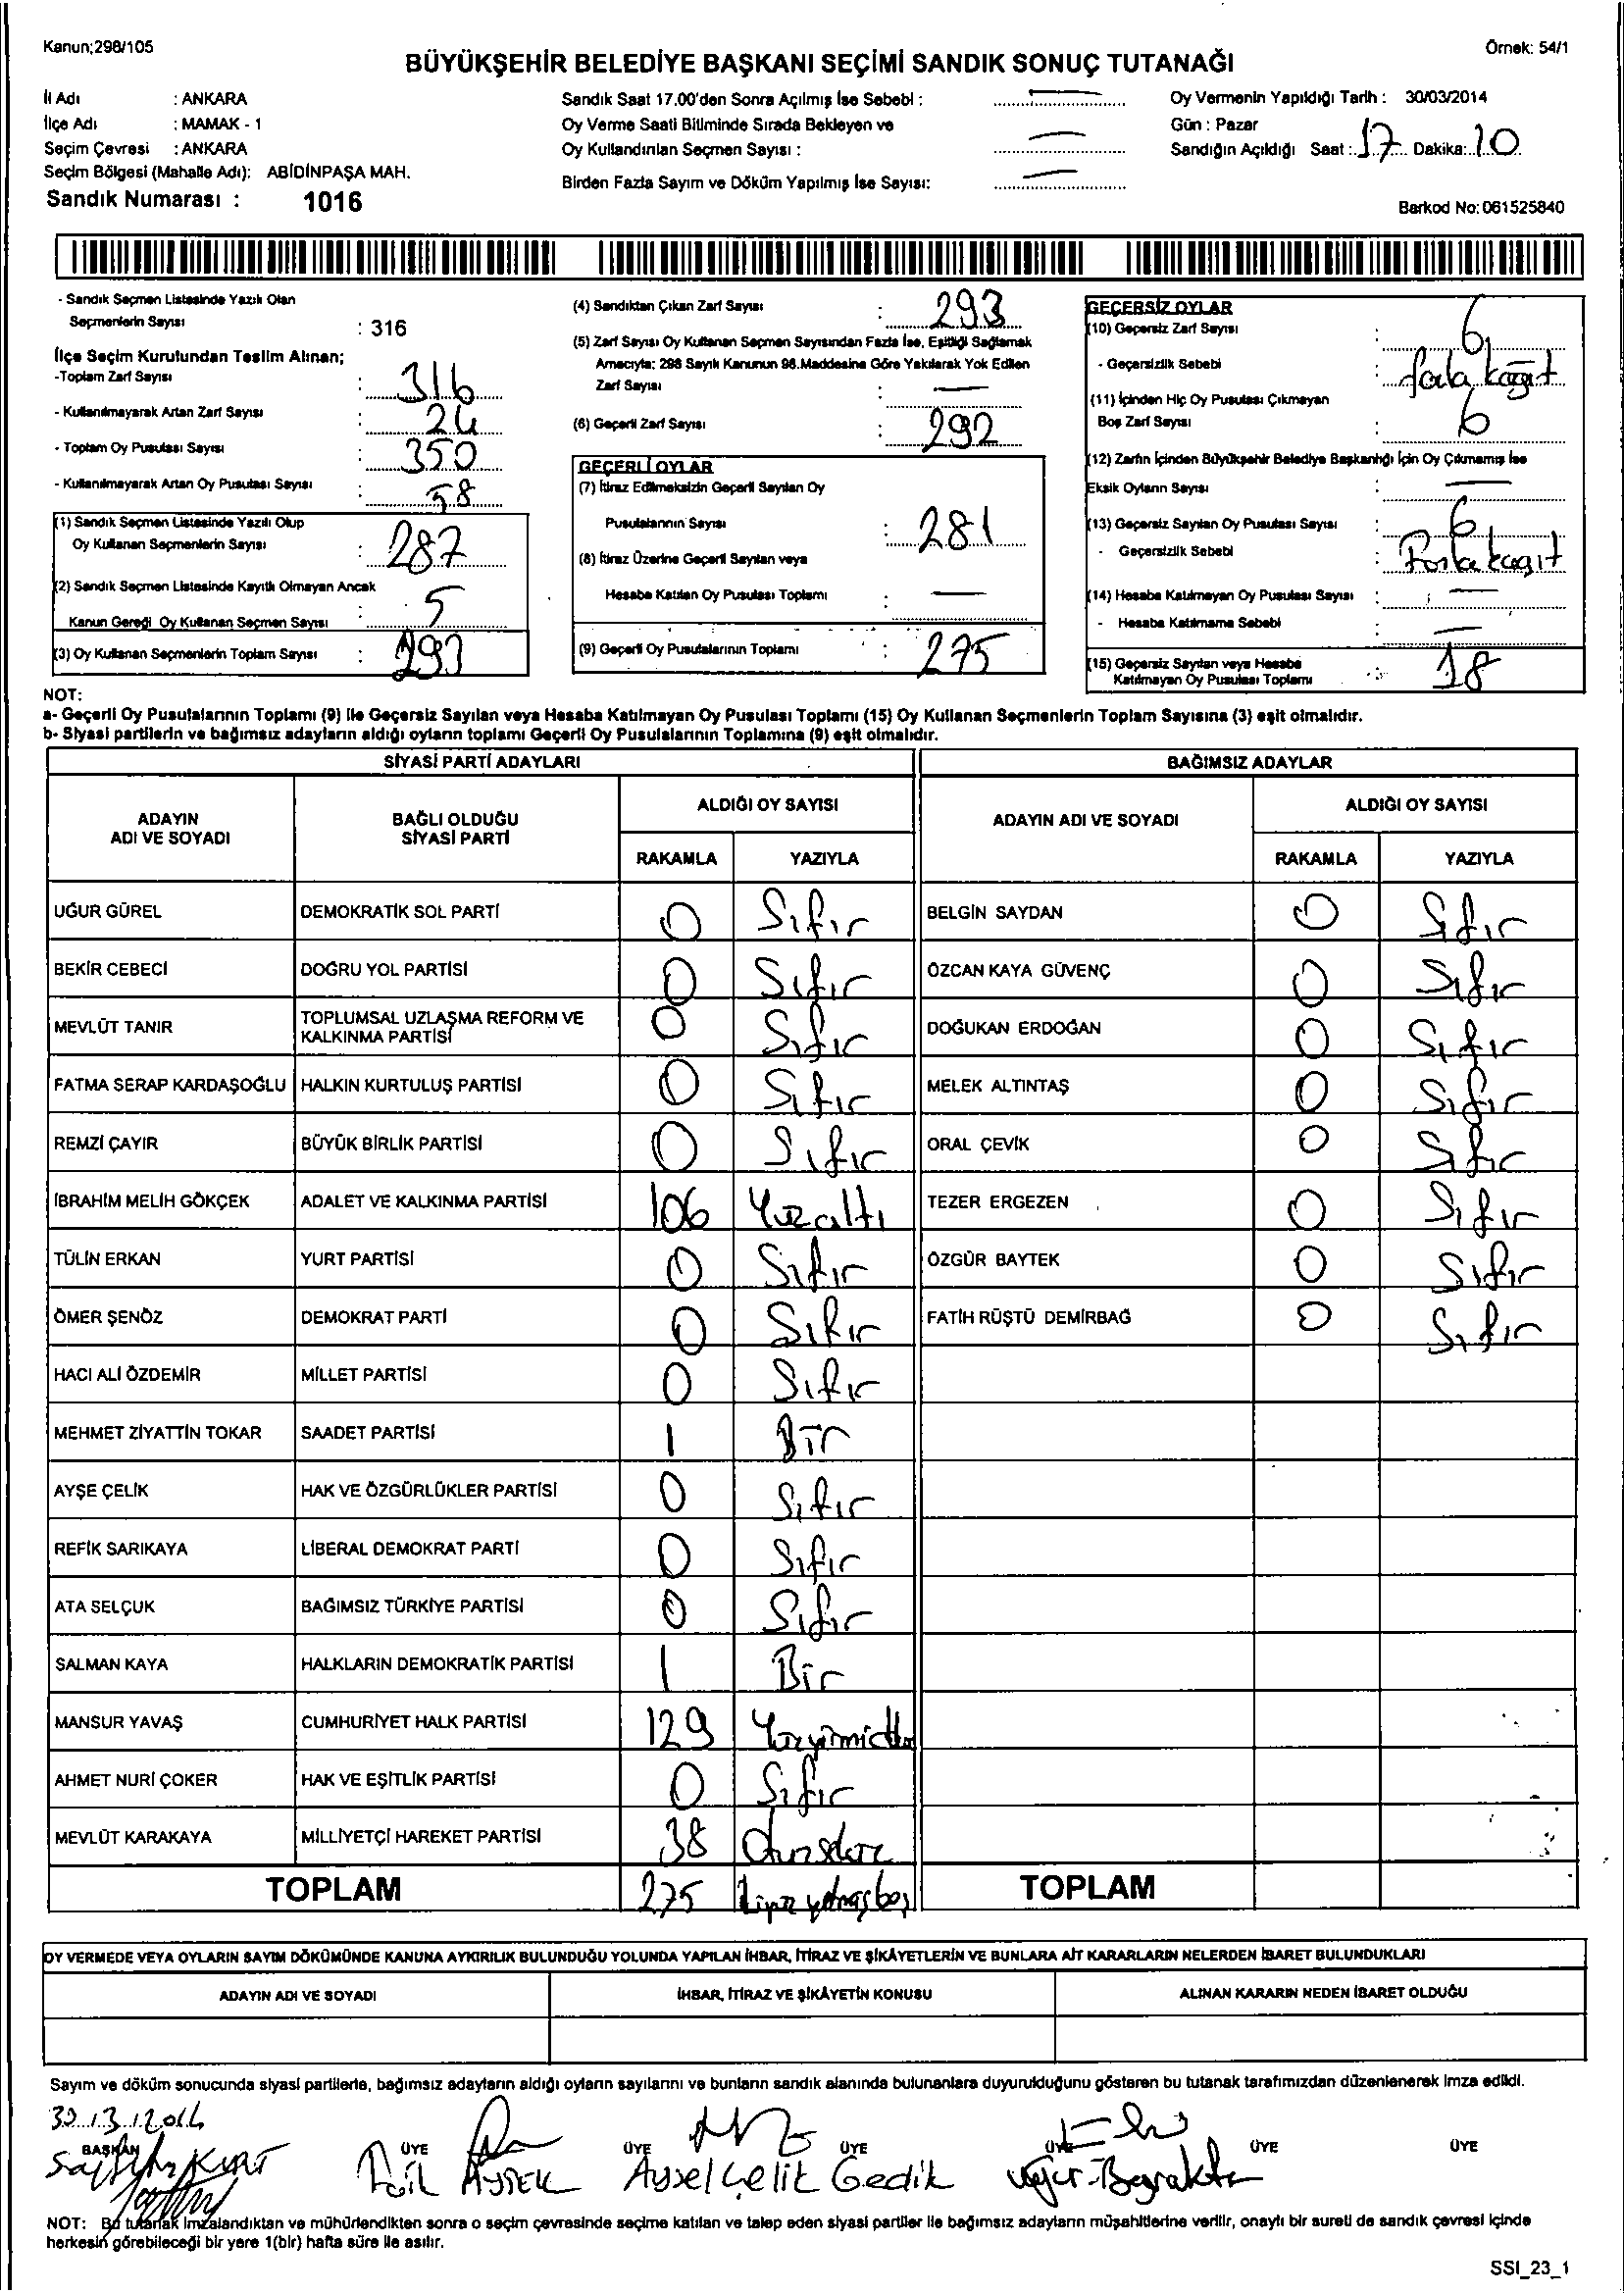 Kanun;298/105
Örnek: 54/1
BÜYÜKŞEHİR BELEDİYE BAŞKANI SEÇİMİ SANDIK SONUÇ TUTANAĞI
İl Adı : ANKARA
İlçe Adı : MAMAK - 1
Seçim Çevresi : ANKARA
Seçim Bölgesi (Mahalle Adı): ABİDİNPAŞA MAH.
Sandık Numarası : 1016
Sandık Saat 17.00'den Sonra Açılmış İse Sebebi : —
Oy Verme Saati Bitiminde Sırada Bekleyen ve
Oy Kullandırılan Seçmen Sayısı : —
Birden Fazla Sayım ve Döküm Yapılmış İse Sayısı: —
Oy Vermenin Yapıldığı Tarih : 30/03/2014
Gün : Pazar
Sandığın Açıldığı Saat : 17 Dakika: 10
Barkod No: 061525840
- Sandık Seçmen Listesinde Yazılı Olan
Seçmenlerin Sayısı : 316
İlçe Seçim Kurulundan Teslim Alınan;
-Toplam Zarf Sayısı : 316
- Kullanılmayarak Artan Zarf Sayısı : 24
- Toplam Oy Pusulası Sayısı : 350
- Kullanılmayarak Artan Oy Pusulası Sayısı : 58
(1) Sandık Seçmen Listesinde Yazılı Olup
Oy Kullanan Seçmenlerin Sayısı : 287
(2) Sandık Seçmen Listesinde Kayıtlı Olmayan Ancak
Kanun Gereği Oy Kullanan Seçmen Sayısı : 5
(3) Oy Kullanan Seçmenlerin Toplam Sayısı : 293
(4) Sandıktan Çıkan Zarf Sayısı : 293
(5) Zarf Sayısı Oy Kullanan Seçmen Sayısından Fazla İse, Eşitliği Sağlamak
Amacıyla; 298 Sayılı Kanunun 98.Maddesine Göre Yakılarak Yok Edilen
Zarf Sayısı : —
(6) Geçerli Zarf Sayısı : 292
GEÇERLİ OYLAR
(7) İtiraz Edilmeksizin Geçerli Sayılan Oy
Pusulalarının Sayısı : 281
(8) İtiraz Üzerine Geçerli Sayılan veya
Hesaba Katılan Oy Pusulası Toplamı : —
(9) Geçerli Oy Pusulalarının Toplamı : 275
GEÇERSİZ OYLAR
(10) Geçersiz Zarf Sayısı : 6
- Geçersizlik Sebebi : fazla kağıt
(11) İçinden Hiç Oy Pusulası Çıkmayan
Boş Zarf Sayısı : 6
(12) Zarfın İçinden Büyükşehir Belediye Başkanlığı İçin Oy Çıkmamış İse
Eksik Oyların Sayısı : —
(13) Geçersiz Sayılan Oy Pusulası Sayısı : 6
- Geçersizlik Sebebi : Fazla kagıt
(14) Hesaba Katılmayan Oy Pusulası Sayısı : —
- Hesaba Katılmama Sebebi : —
(15) Geçersiz Sayılan veya Hesaba
Katılmayan Oy Pusulası Toplamı : 18
NOT:
a- Geçerli Oy Pusulalarının Toplamı (9) ile Geçersiz Sayılan veya Hesaba Katılmayan Oy Pusulası Toplamı (15) Oy Kullanan Seçmenlerin Toplam Sayısına (3) eşit olmalıdır.
b- Siyasi partilerin ve bağımsız adayların aldığı oyların toplamı Geçerli Oy Pusulalarının Toplamına (9) eşit olmalıdır.
SİYASİ PARTİ ADAYLARI
BAĞIMSIZ ADAYLAR
ADAYIN ADI VE SOYADI
BAĞLI OLDUĞU SİYASİ PARTİ
ALDIĞI OY SAYISI
RAKAMLA YAZIYLA
ADAYIN ADI VE SOYADI
ALDIĞI OY SAYISI
RAKAMLA YAZIYLA
UĞUR GÜREL DEMOKRATİK SOL PARTİ 0 Sıfır BELGİN SAYDAN 0 Sıfır
BEKİR CEBECİ DOĞRU YOL PARTİSİ 0 Sıfır ÖZCAN KAYA GÜVENÇ 0 Sıfır
MEVLÜT TANIR TOPLUMSAL UZLAŞMA REFORM VE KALKINMA PARTİSİ 0 Sıfır DOĞUKAN ERDOĞAN 0 Sıfır
FATMA SERAP KARDAŞOĞLU HALKIN KURTULUŞ PARTİSİ 0 Sıfır MELEK ALTINTAŞ 0 Sıfır
REMZİ ÇAYIR BÜYÜK BİRLİK PARTİSİ 0 Sıfır ORAL ÇEVİK 0 Sıfır
İBRAHİM MELİH GÖKÇEK ADALET VE KALKINMA PARTİSİ 106 Yüzaltı TEZER ERGEZEN 0 Sıfır
TÜLİN ERKAN YURT PARTİSİ 0 Sıfır ÖZGÜR BAYTEK 0 Sıfır
ÖMER ŞENÖZ DEMOKRAT PARTİ 0 Sıfır FATİH RÜŞTÜ DEMİRBAĞ 0 Sıfır
HACI ALİ ÖZDEMİR MİLLET PARTİSİ 0 Sıfır
MEHMET ZİYATTİN TOKAR SAADET PARTİSİ 1 Bir
AYŞE ÇELİK HAK VE ÖZGÜRLÜKLER PARTİSİ 0 Sıfır
REFİK SARIKAYA LİBERAL DEMOKRAT PARTİ 0 Sıfır
ATA SELÇUK BAĞIMSIZ TÜRKİYE PARTİSİ 0 Sıfır
SALMAN KAYA HALKLARIN DEMOKRATİK PARTİSİ 1 Bir
MANSUR YAVAŞ CUMHURİYET HALK PARTİSİ 129
AHMET NURİ ÇOKER HAK VE EŞİTLİK PARTİSİ 0 Sıfır
MEVLÜT KARAKAYA MİLLİYETÇİ HAREKET PARTİSİ 38
TOPLAM 275 TOPLAM
OY VERMEDE VEYA OYLARIN SAYIM DÖKÜMÜNDE KANUNA AYKIRILIK BULUNDUĞU YOLUNDA YAPILAN İHBAR, İTİRAZ VE ŞİKÂYETLERİN VE BUNLARA AİT KARARLARIN NELERDEN İBARET BULUNDUKLARI
ADAYIN ADI VE SOYADI İHBAR, İTİRAZ VE ŞİKÂYETİN KONUSU ALINAN KARARIN NEDEN İBARET OLDUĞU
Sayım ve döküm sonucunda siyasi partilerle, bağımsız adayların aldığı oyların sayılarını ve bunların sandık alanında bulunanlara duyurulduğunu gösteren bu tutanak tarafımızdan düzenlenerek imza edildi.
30/3/2014
BAŞKAN ÜYE ÜYE ÜYE ÜYE ÜYE ÜYE
Kurt Aysel Çelik Gedik Uğur Bayrakta
NOT: Bu tutanak imzalandıktan ve mühürlendikten sonra o seçim çevresinde seçime katılan ve talep eden siyasi partiler ile bağımsız adayların müşahitlerine verilir, onaylı bir sureti de sandık çevresi içinde
herkesin görebileceği bir yere 1(bir) hafta süre ile asılır.
SSI_23_1